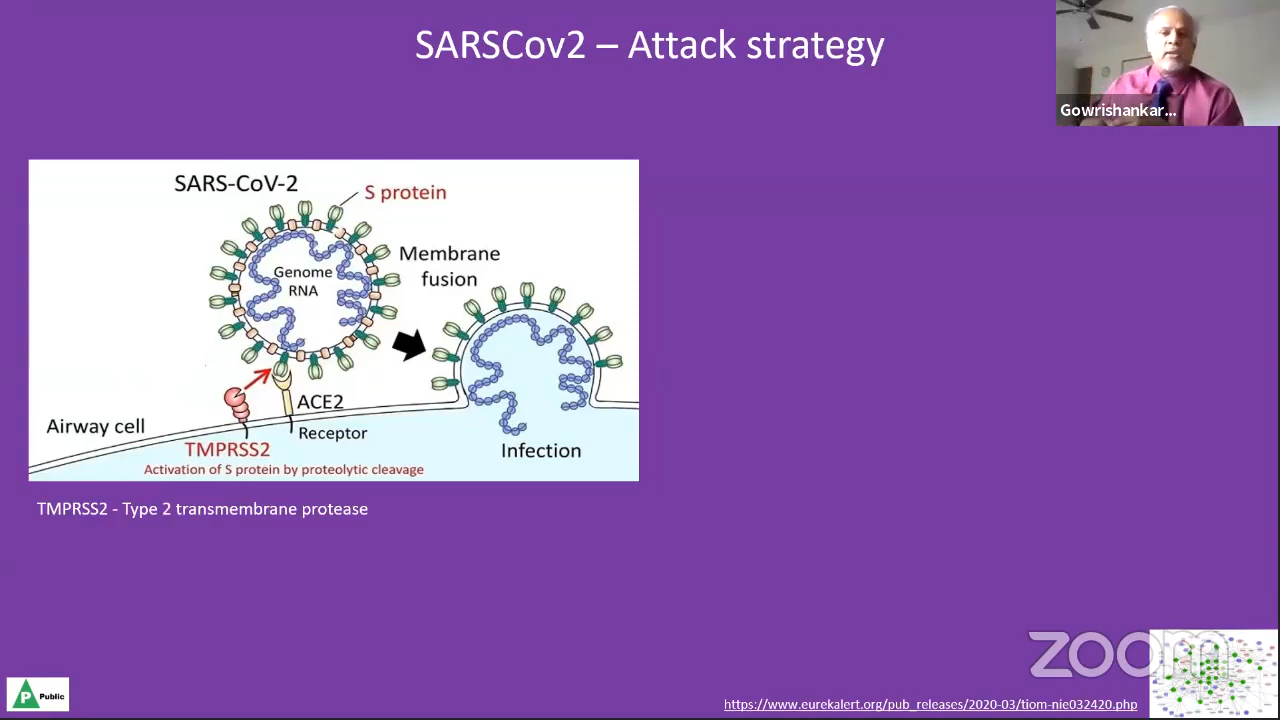 SARSCov2 – Attack strategy
Gowrishankar...
SARS-CoV-2
S protein
Genome
RNA
Membrane
fusion
ACE2
Airway cell
Receptor
TMPRSS2
Infection
Activation of S protein by proteolytic cleavage
TMPRSS2 - Type 2 transmembrane protease
zoom
P Public
https://www.eurekalert.org/pub_releases/2020-03/tiom-nie032420.php